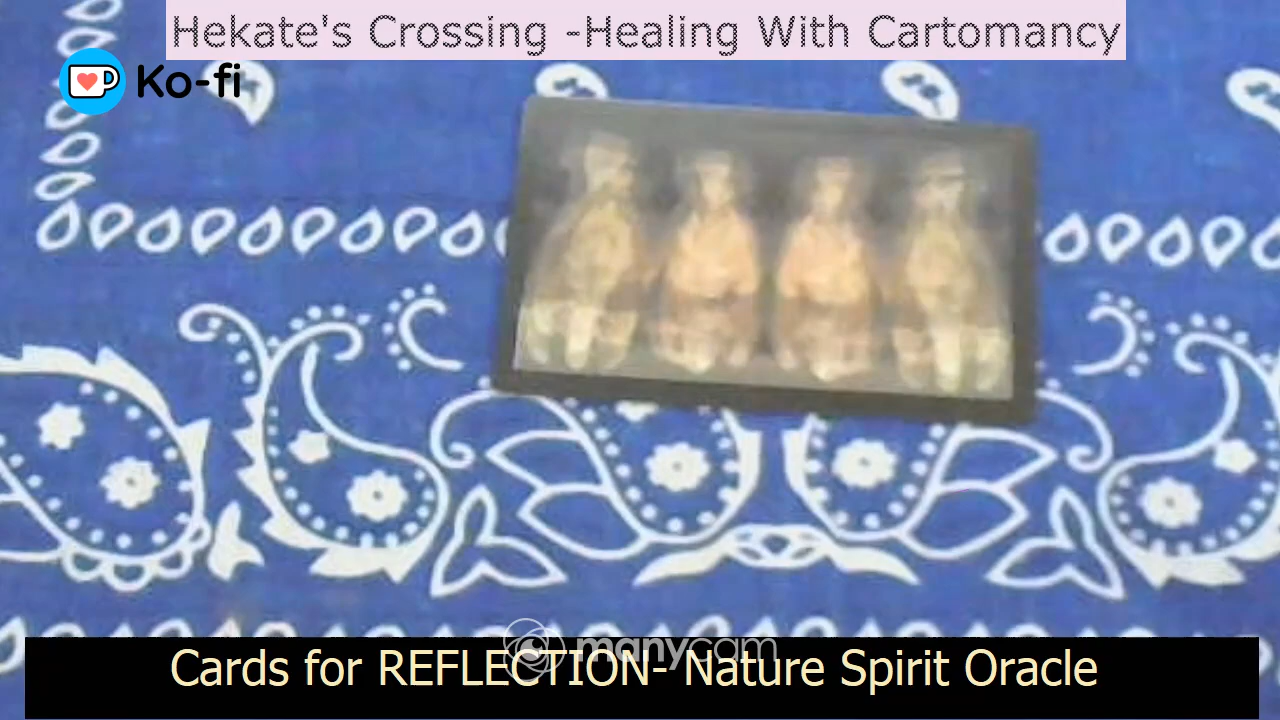 Hekate's Crossing -Healing With Cartomancy
Ko-fi
manycam
Cards for REFLECTION- Nature Spirit Oracle